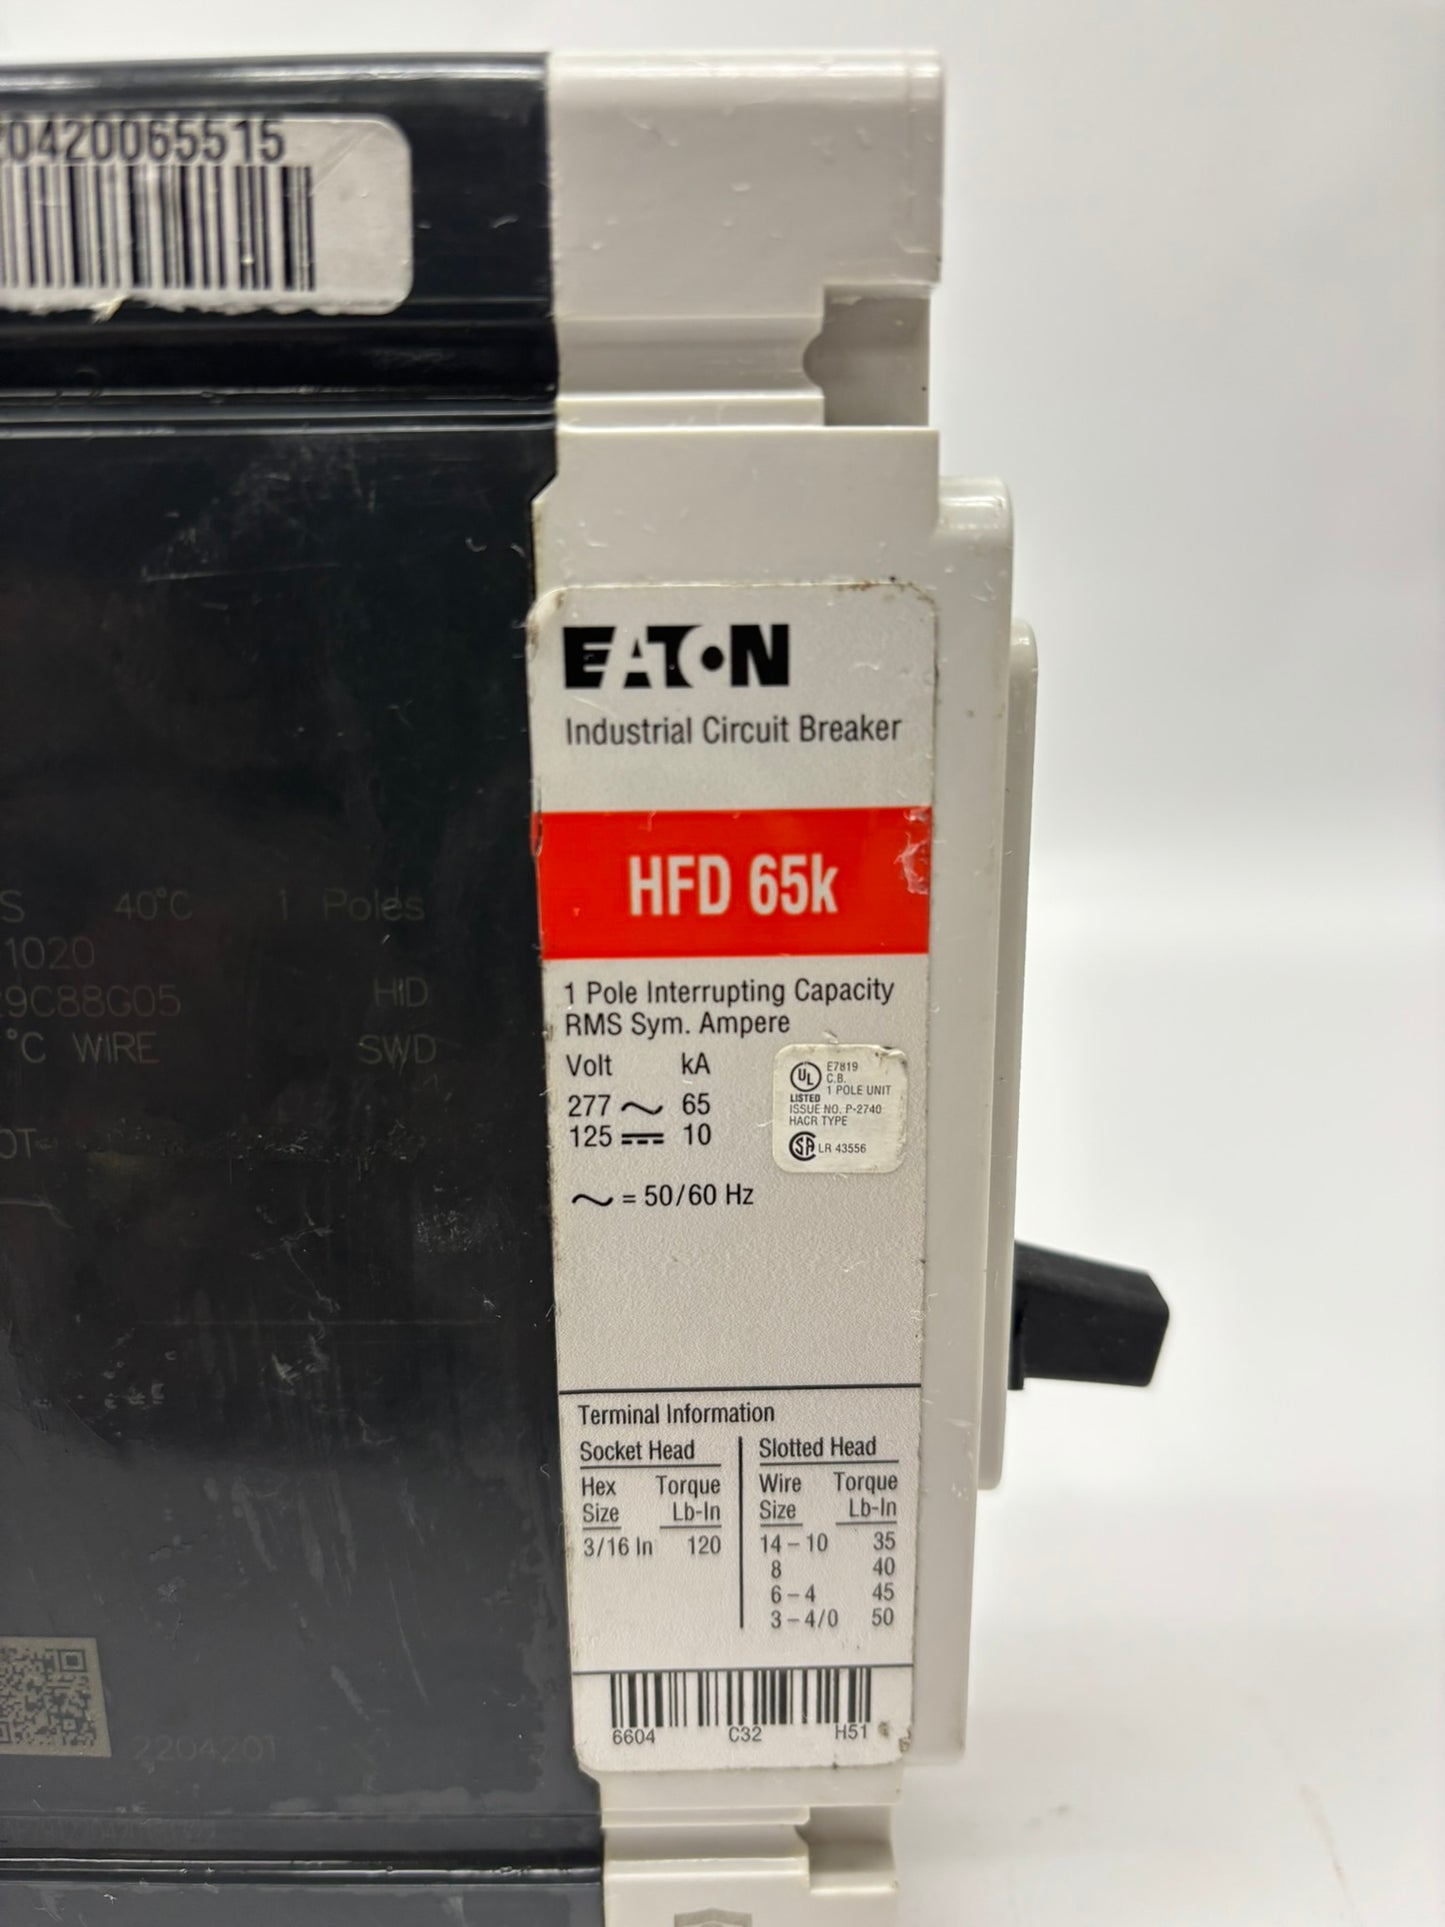 20420065515
EATON
Industrial Circuit Breaker
HFD 65k
S 40°C 1 Poles
1020
29C88G05 HID
°C WIRE SWD
OT-
1 Pole Interrupting Capacity
RMS Sym. Ampere
Volt kA
277 ~ 65
125 ⎓ 10
~ = 50/60 Hz
UL
LISTED
E7819
C.B.
1 POLE UNIT
ISSUE NO. P-2740
HACR TYPE
SA LR 43556
Terminal Information
Socket Head
Hex Torque
Size Lb-In
3/16 In 120
Slotted Head
Wire Torque
Size Lb-In
14 – 10 35
8 40
6 – 4 45
3 – 4/0 50
6604 C32 H51
2204201